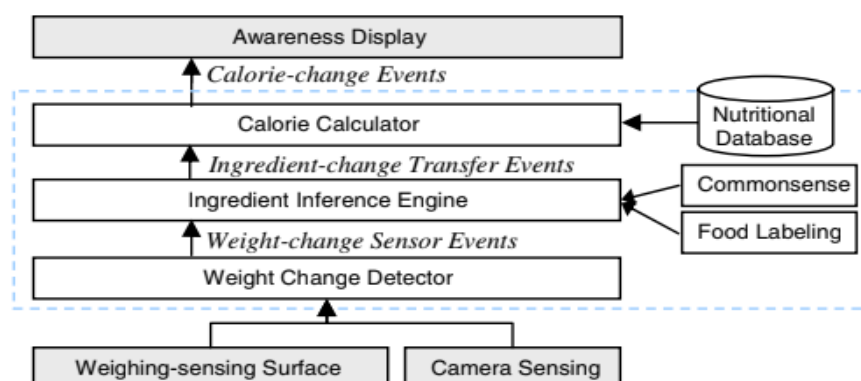 Awareness Display
Calorie-change Events
Calorie Calculator
Nutritional
Database
Ingredient-change Transfer Events
Ingredient Inference Engine
Commonsense
Food Labeling
Weight-change Sensor Events
Weight Change Detector
Weighing-sensing Surface
Camera Sensing